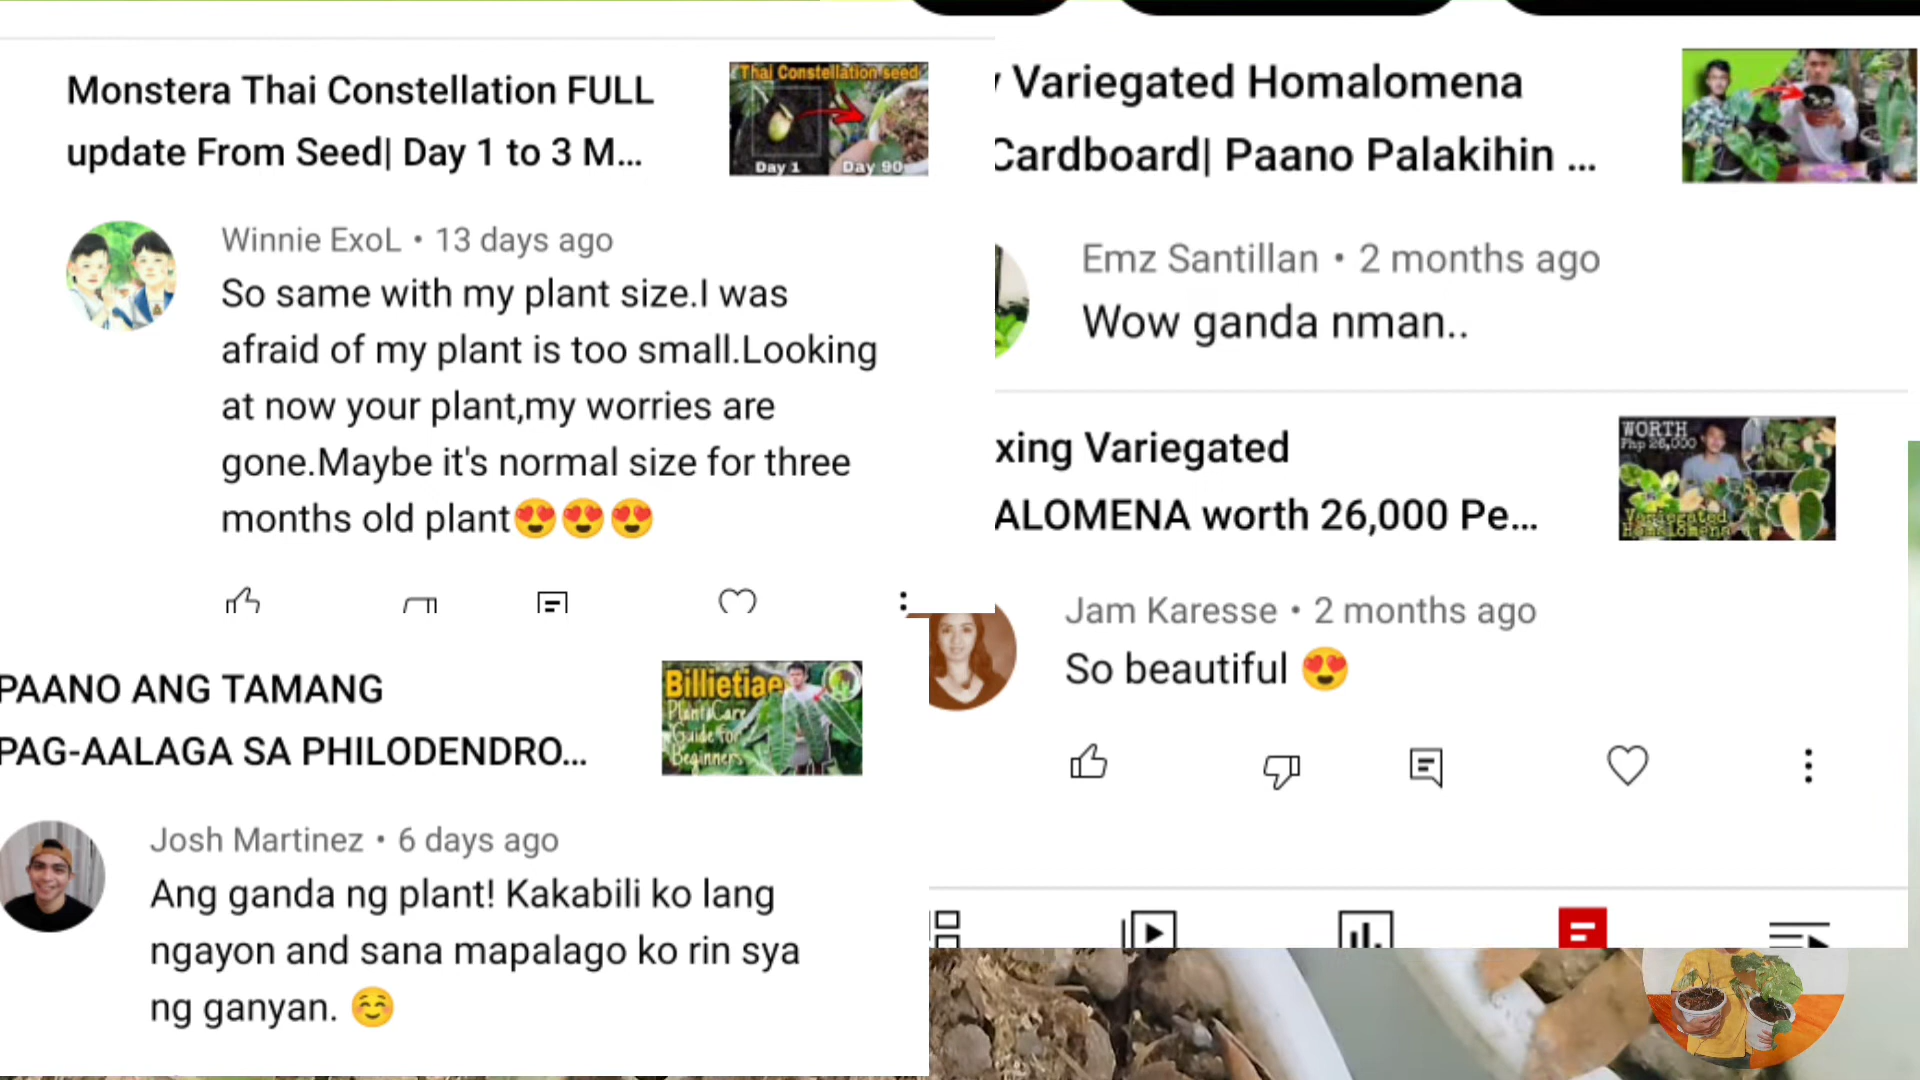 Monstera Thai Constellation FULL
update From Seed| Day 1 to 3 M...
Thai Constellation seed
Day 1
Day 90
Winnie ExoL • 13 days ago
So same with my plant size.I was
afraid of my plant is too small.Looking
at now your plant,my worries are
gone.Maybe it's normal size for three
months old plant😍😍😍
PAANO ANG TAMANG
PAG-AALAGA SA PHILODENDRO...
Billietiae
Plant Care
Guide for
Beginners
Josh Martinez • 6 days ago
Ang ganda ng plant! Kakabili ko lang
ngayon and sana mapalago ko rin sya
ng ganyan. ☺️
Variegated Homalomena
Cardboard| Paano Palakihin ...
Emz Santillan • 2 months ago
Wow ganda nman..
xing Variegated
ALOMENA worth 26,000 Pe...
WORTH
Php 26,000
Variegated
Homalomena
Jam Karesse • 2 months ago
So beautiful 😍